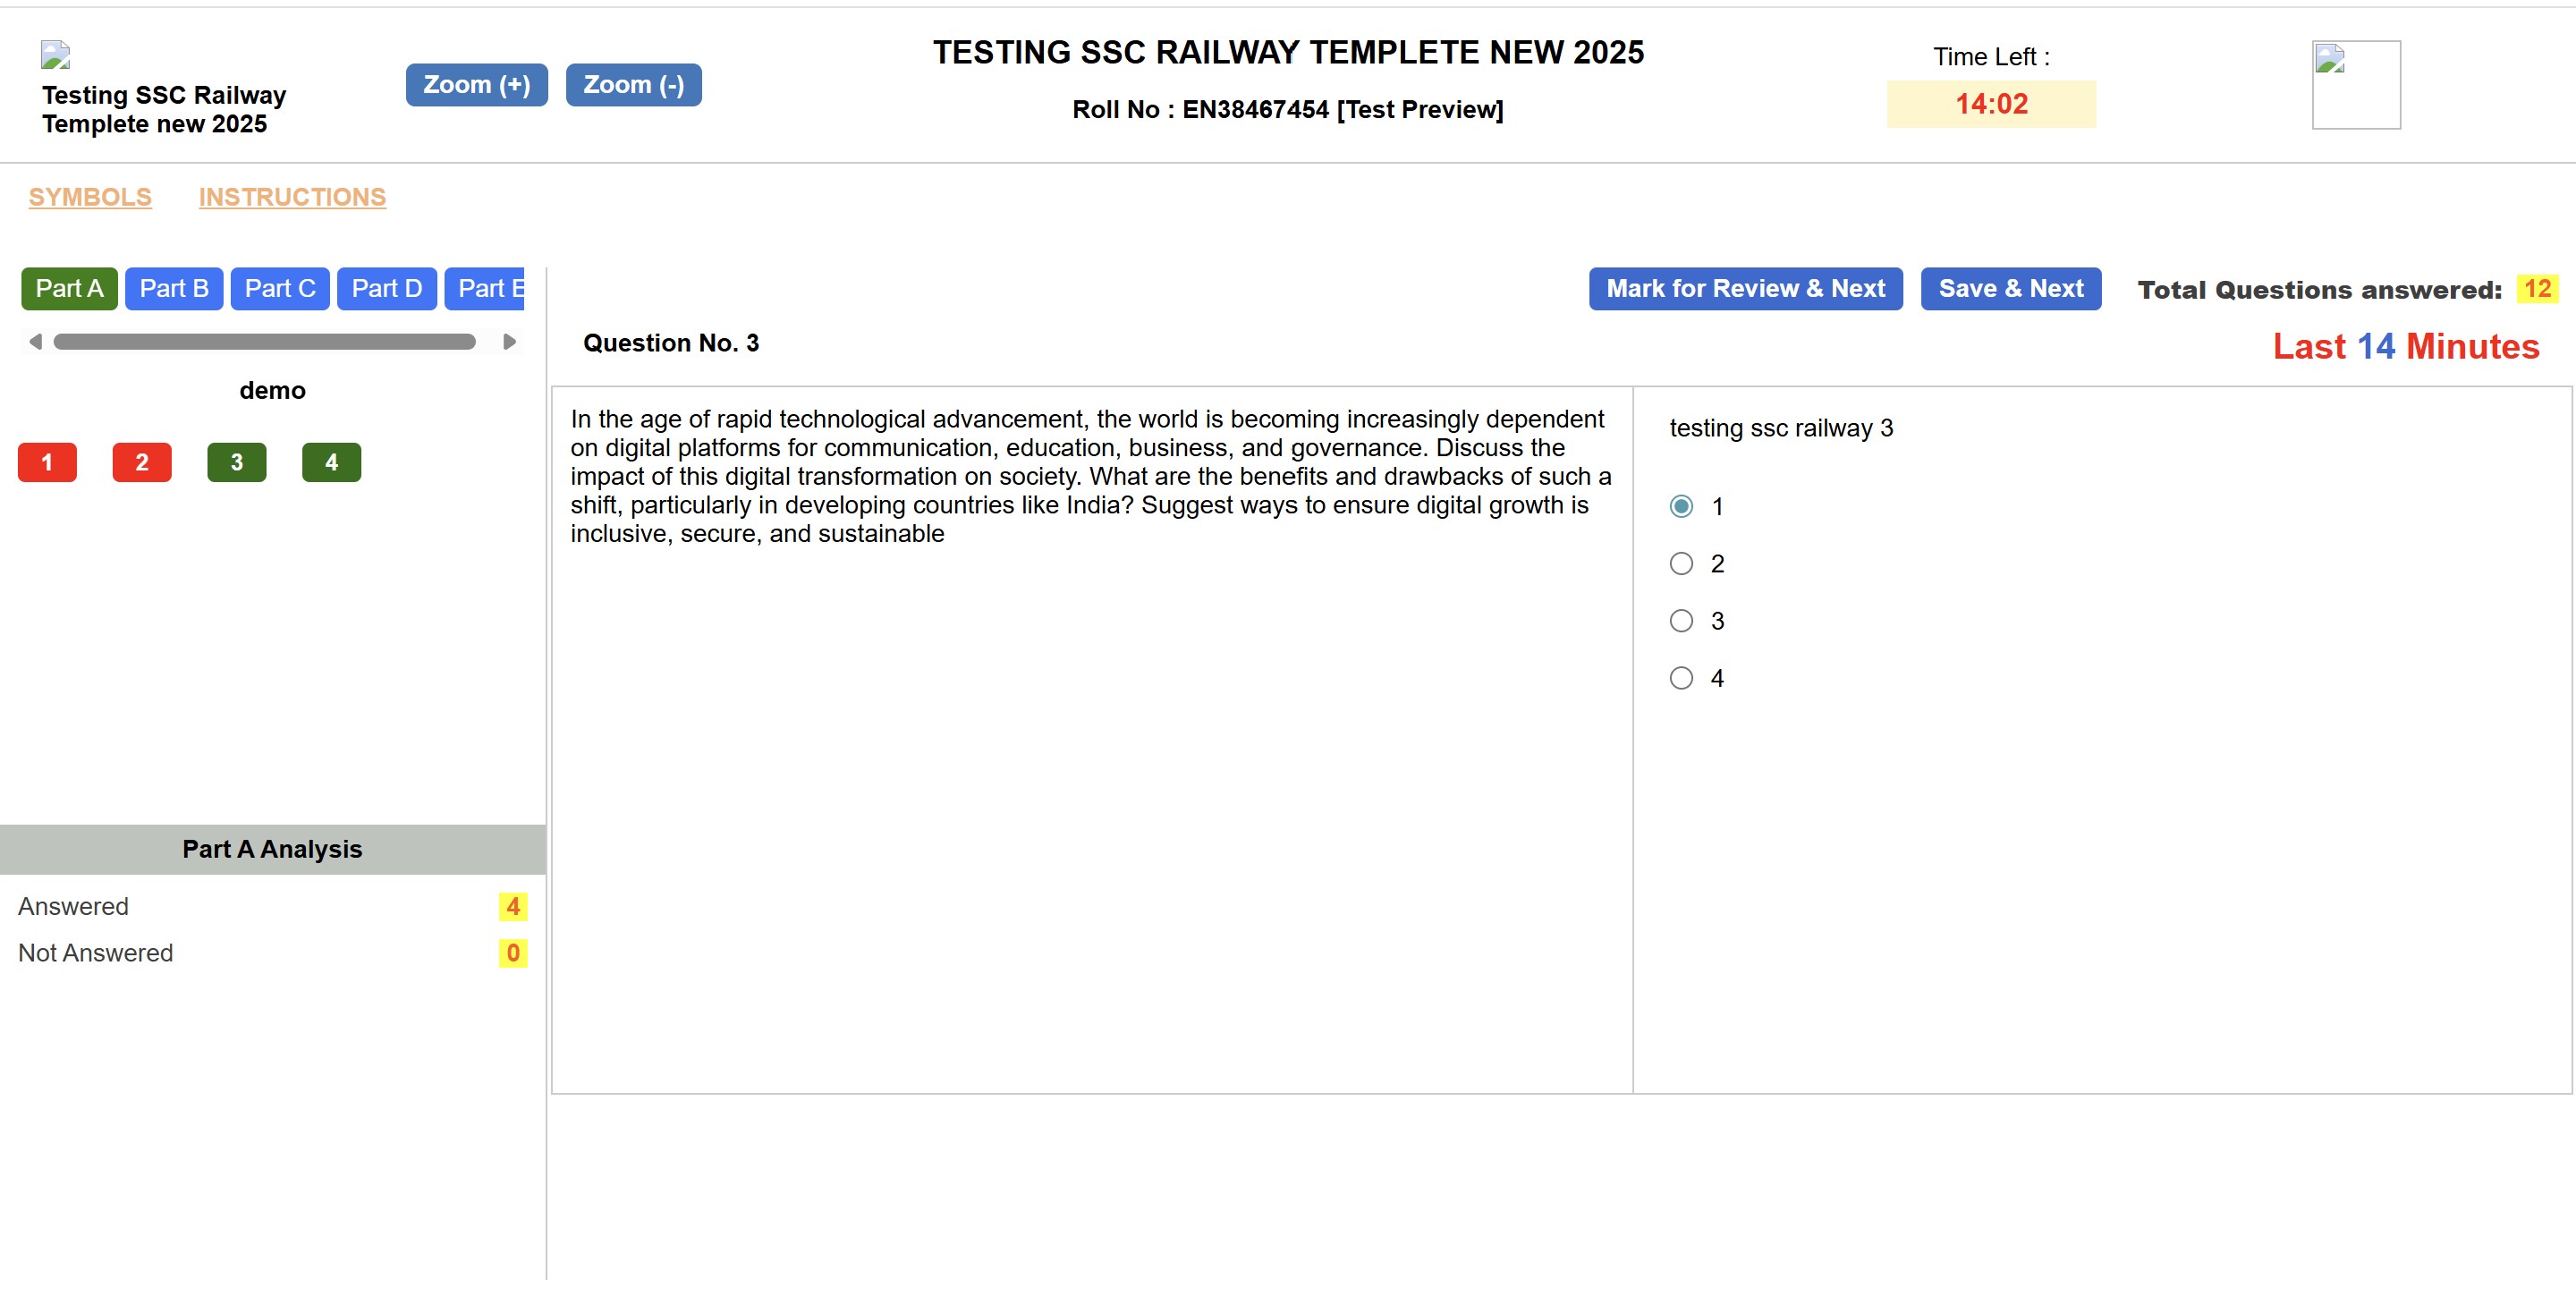 Testing SSC Railway
Templete new 2025
Zoom (+)
Zoom (-)
TESTING SSC RAILWAY TEMPLETE NEW 2025
Roll No : EN38467454 [Test Preview]
Time Left :
14:02
SYMBOLS
INSTRUCTIONS
Part A
Part B
Part C
Part D
Part E
Mark for Review & Next
Save & Next
Total Questions answered: 12
Question No. 3
Last 14 Minutes
demo
1
2
3
4
In the age of rapid technological advancement, the world is becoming increasingly dependent
on digital platforms for communication, education, business, and governance. Discuss the
impact of this digital transformation on society. What are the benefits and drawbacks of such a
shift, particularly in developing countries like India? Suggest ways to ensure digital growth is
inclusive, secure, and sustainable
testing ssc railway 3
1
2
3
4
Part A Analysis
Answered 4
Not Answered 0